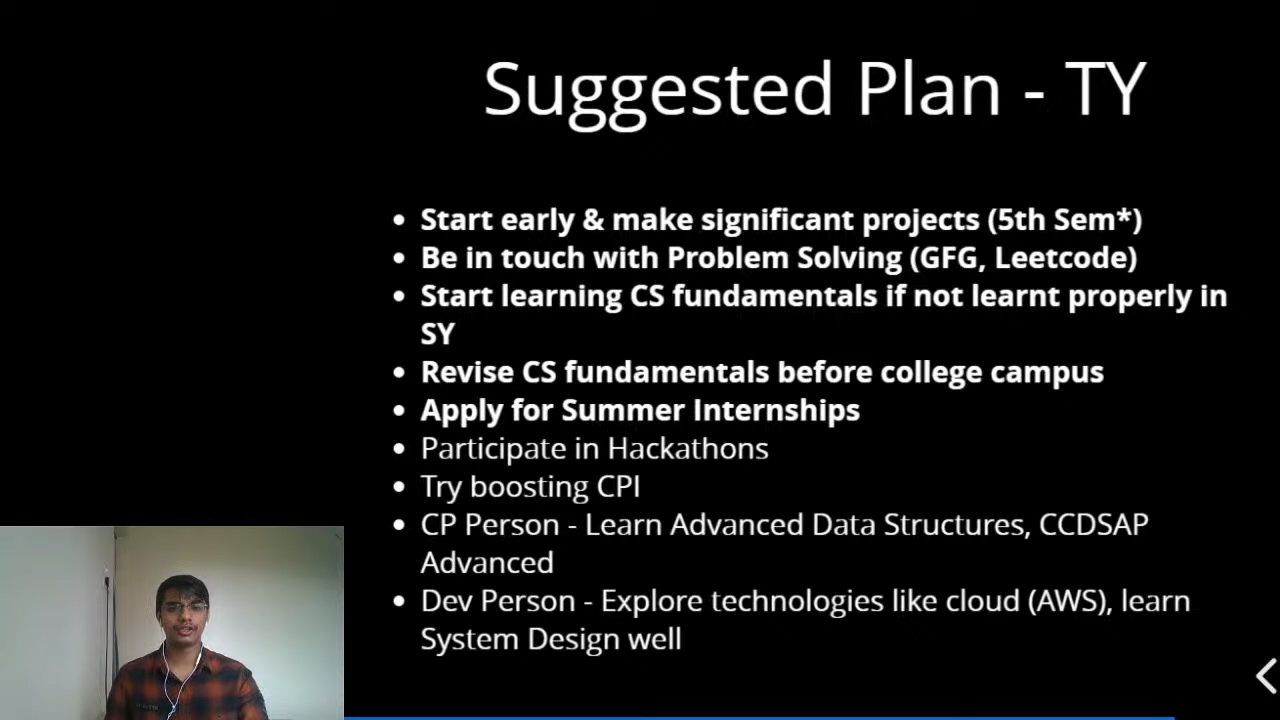 Suggested Plan - TY
• Start early & make significant projects (5th Sem*)
• Be in touch with Problem Solving (GFG, Leetcode)
• Start learning CS fundamentals if not learnt properly in
SY
• Revise CS fundamentals before college campus
• Apply for Summer Internships
• Participate in Hackathons
• Try boosting CPI
• CP Person - Learn Advanced Data Structures, CCDSAP
Advanced
• Dev Person - Explore technologies like cloud (AWS), learn
System Design well